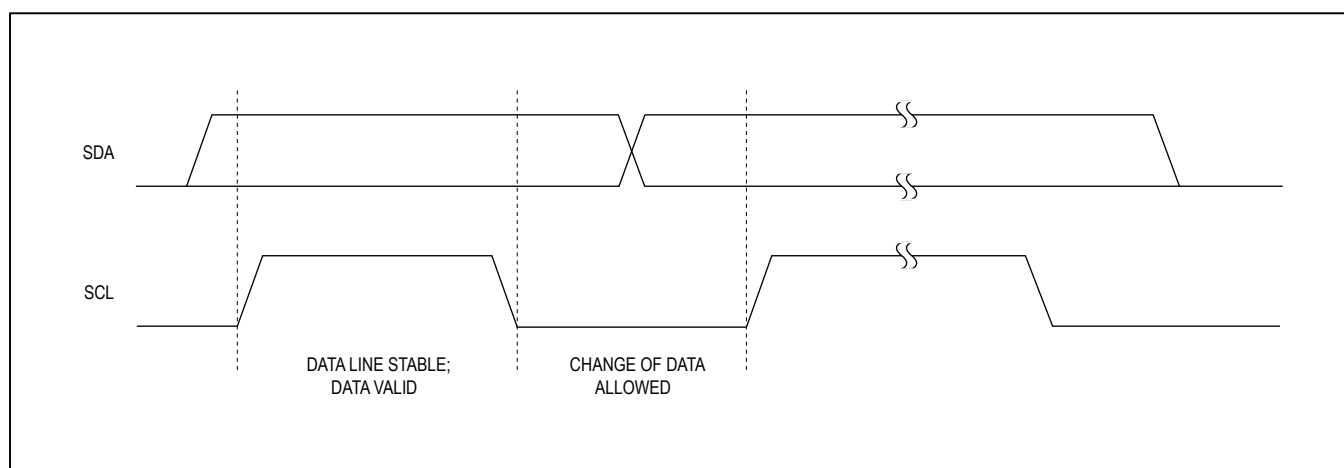 SDA
SCL
DATA LINE STABLE;
DATA VALID
CHANGE OF DATA
ALLOWED